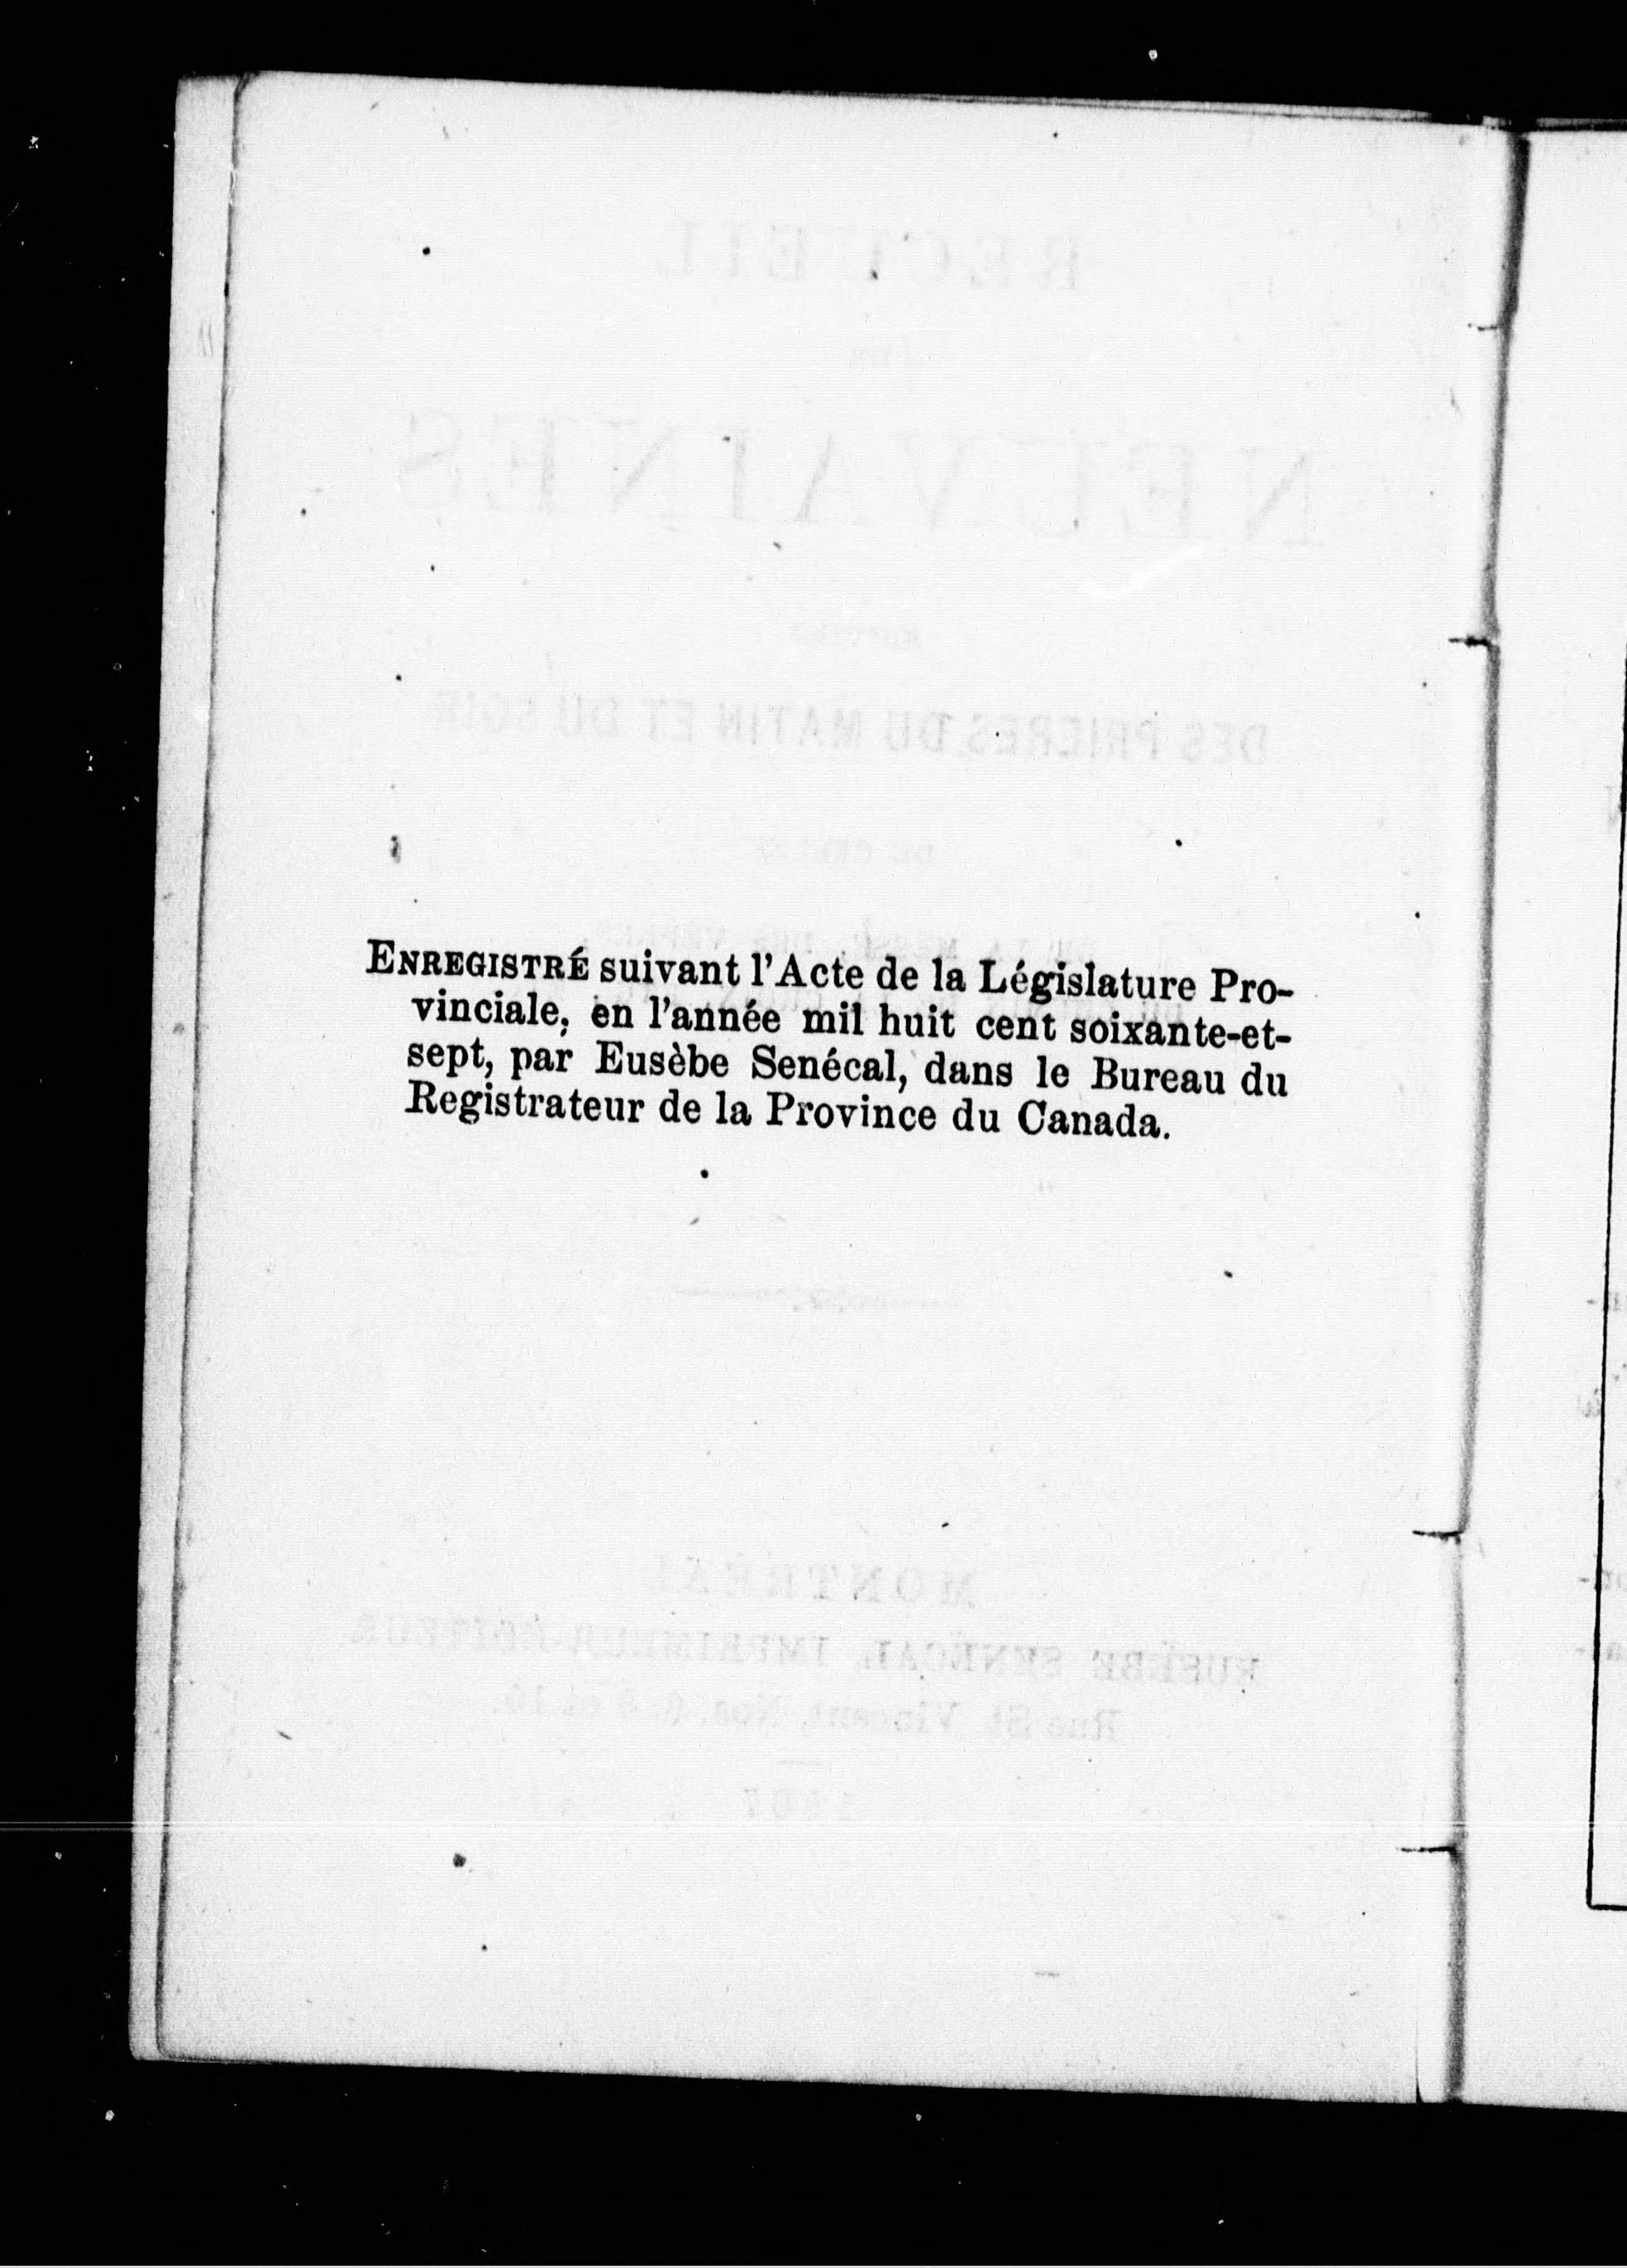 ENREGISTRÉ suivant l'Acte de la Législature Pro-
vinciale, en l'année mil huit cent soixante-et-
sept, par Eusèbe Senécal, dans le Bureau du
Registrateur de la Province du Canada.